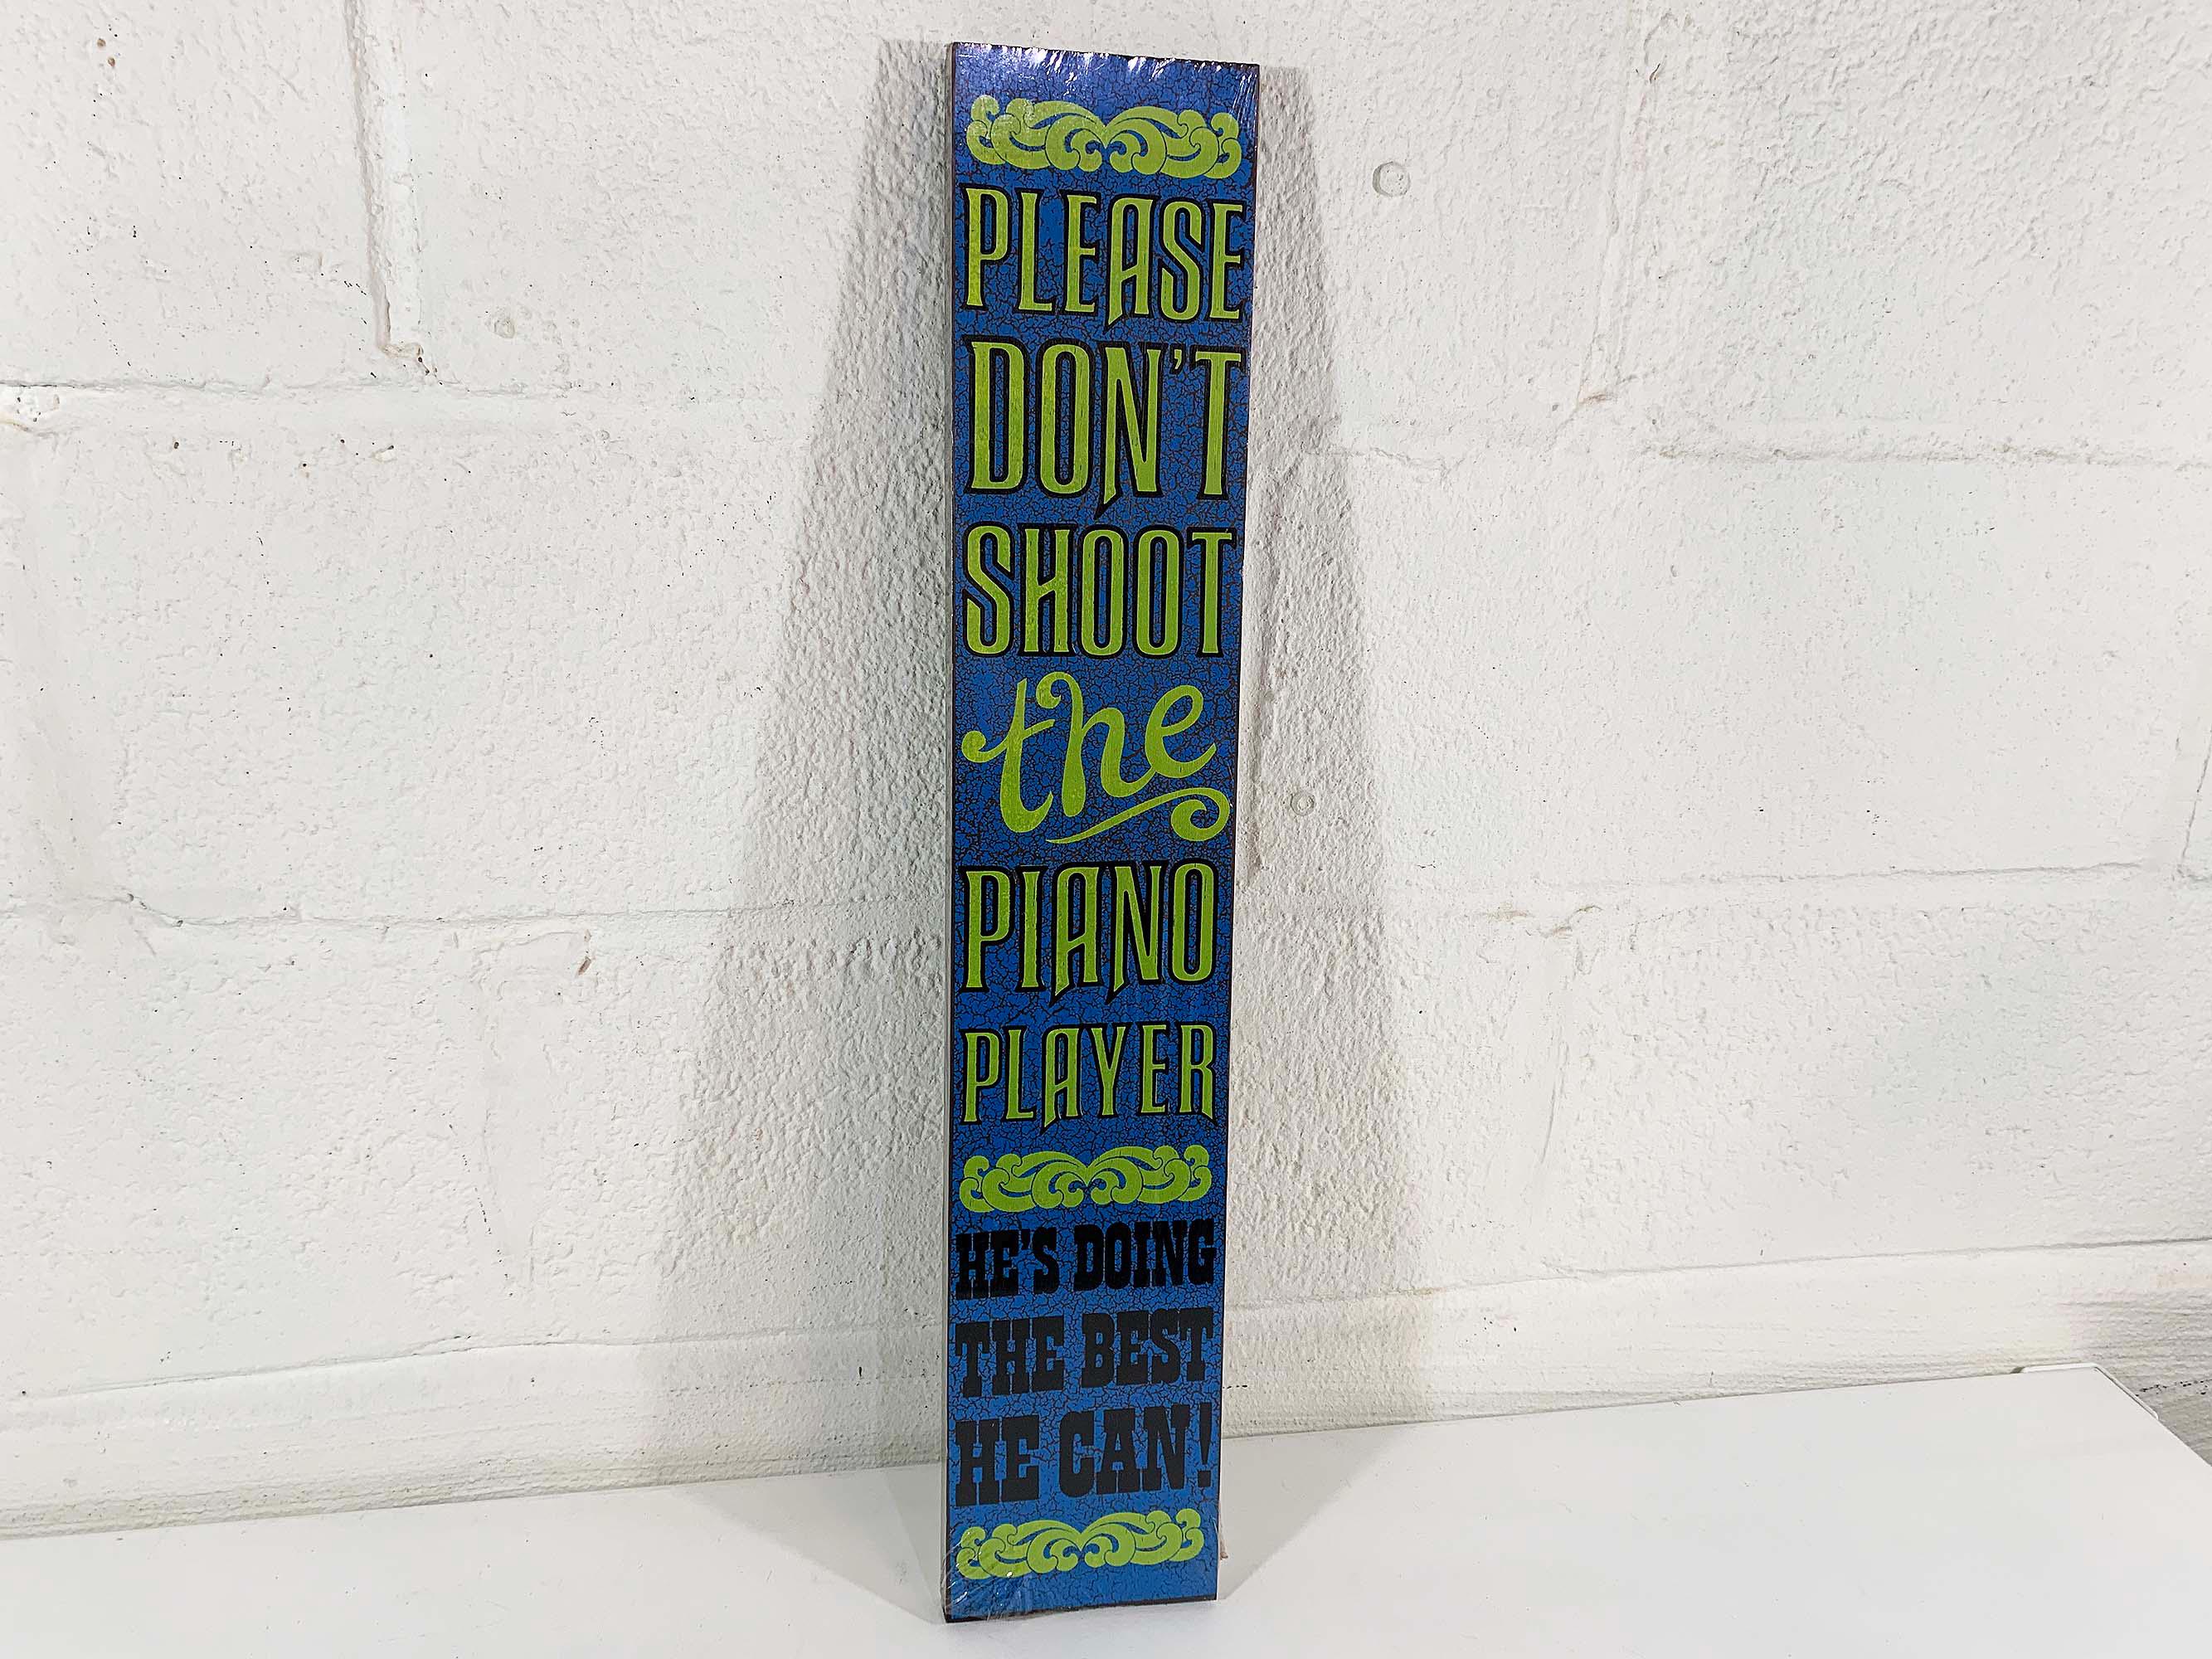 PLEASE
DON'T
SHOOT
the
PIANO
PLAYER
HE'S DOING
THE BEST
HE CAN!